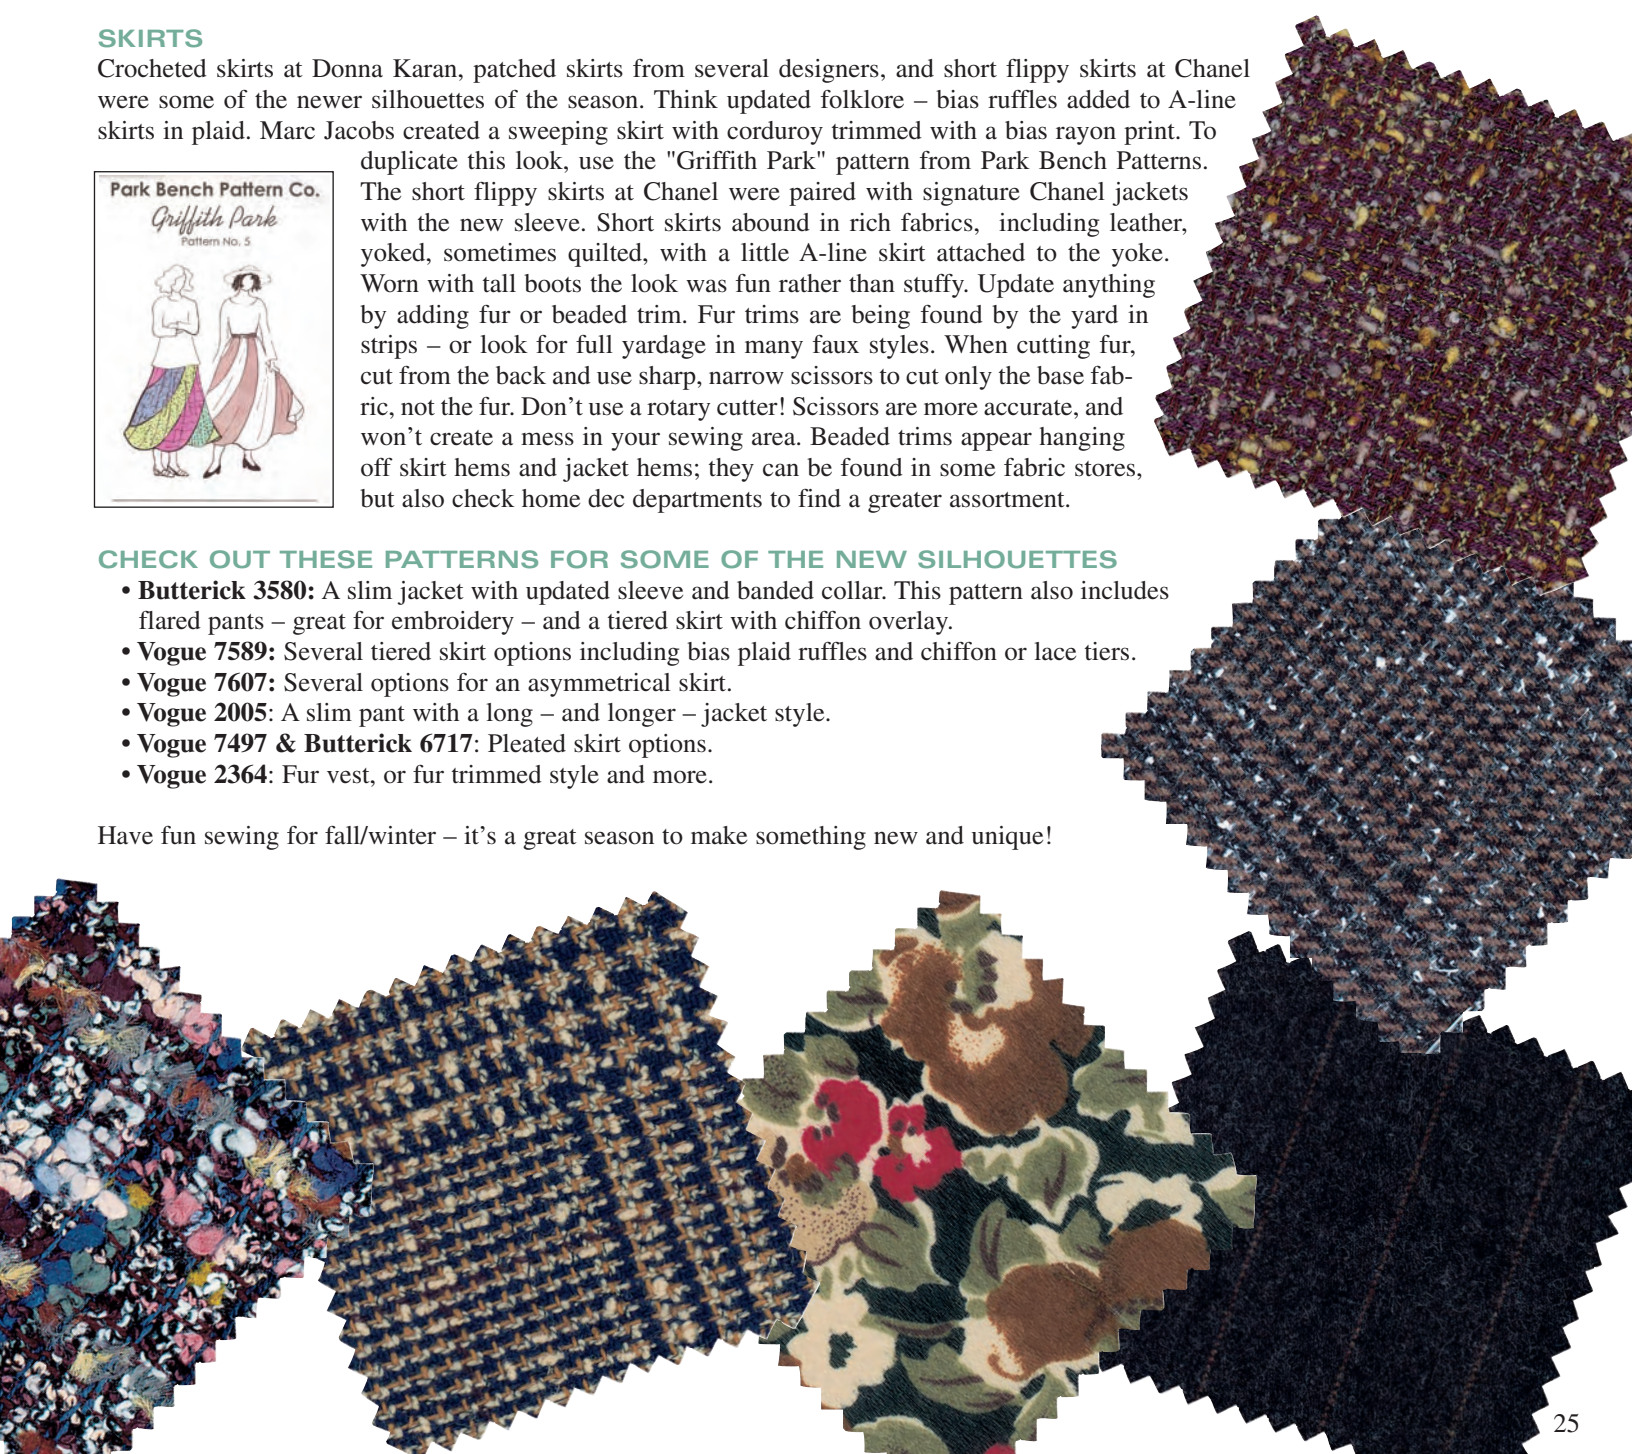 SKIRTS
Crocheted skirts at Donna Karan, patched skirts from several designers, and short flippy skirts at Chanel
were some of the newer silhouettes of the season. Think updated folklore – bias ruffles added to A-line
skirts in plaid. Marc Jacobs created a sweeping skirt with corduroy trimmed with a bias rayon print. To
duplicate this look, use the "Griffith Park" pattern from Park Bench Patterns.
The short flippy skirts at Chanel were paired with signature Chanel jackets
with the new sleeve. Short skirts abound in rich fabrics, including leather,
yoked, sometimes quilted, with a little A-line skirt attached to the yoke.
Worn with tall boots the look was fun rather than stuffy. Update anything
by adding fur or beaded trim. Fur trims are being found by the yard in
strips – or look for full yardage in many faux styles. When cutting fur,
cut from the back and use sharp, narrow scissors to cut only the base fab-
ric, not the fur. Don't use a rotary cutter! Scissors are more accurate, and
won't create a mess in your sewing area. Beaded trims appear hanging
off skirt hems and jacket hems; they can be found in some fabric stores,
but also check home dec departments to find a greater assortment.
Park Bench Pattern Co.
Griffith Park
Pattern No. 5
CHECK OUT THESE PATTERNS FOR SOME OF THE NEW SILHOUETTES
• Butterick 3580: A slim jacket with updated sleeve and banded collar. This pattern also includes
flared pants – great for embroidery – and a tiered skirt with chiffon overlay.
• Vogue 7589: Several tiered skirt options including bias plaid ruffles and chiffon or lace tiers.
• Vogue 7607: Several options for an asymmetrical skirt.
• Vogue 2005: A slim pant with a long – and longer – jacket style.
• Vogue 7497 & Butterick 6717: Pleated skirt options.
• Vogue 2364: Fur vest, or fur trimmed style and more.
Have fun sewing for fall/winter – it's a great season to make something new and unique!
25